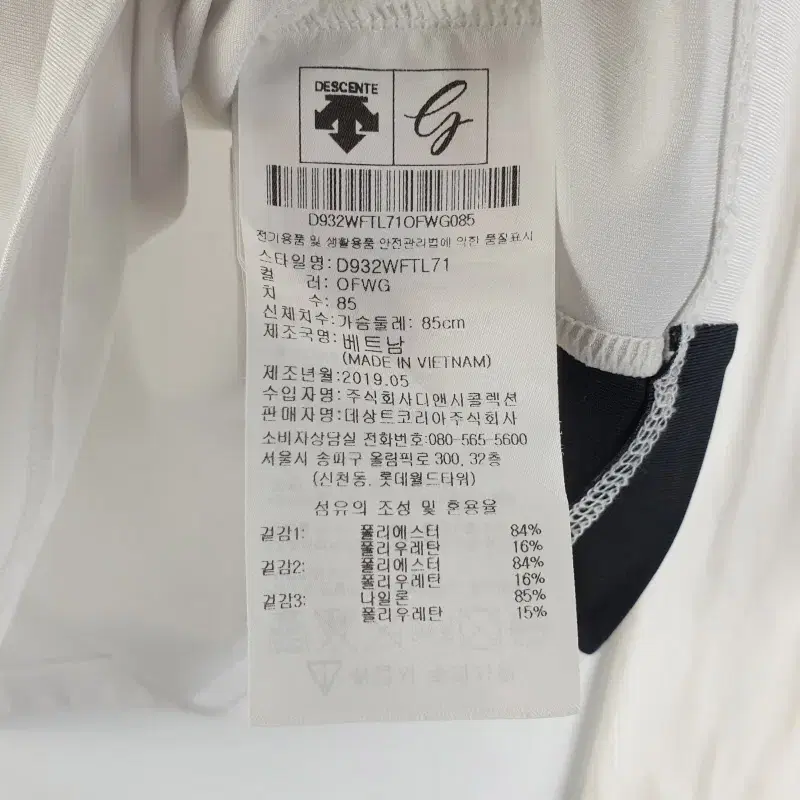 DESCENTE
G
D932WFTL71OFWG085
전기용품 및 생활용품 안전관리법에 의한 품질표시
스타일명: D932WFTL71
컬 러: OFWG
치 수: 85
신체치수: 가슴둘레: 85cm
제조국명: 베트남
(MADE IN VIETNAM)
제조년월: 2019.05
수입자명: 주식회사디앤시콜렉션
판매자명: 데상트코리아주식회사
소비자상담실 전화번호: 080-565-5600
서울시 송파구 올림픽로 300, 32층
(신천동, 롯데월드타워)
섬유의 조성 및 혼용율
겉감1: 폴리에스터 84%
폴리우레탄 16%
겉감2: 폴리에스터 84%
폴리우레탄 16%
겉감3: 나일론 85%
폴리우레탄 15%